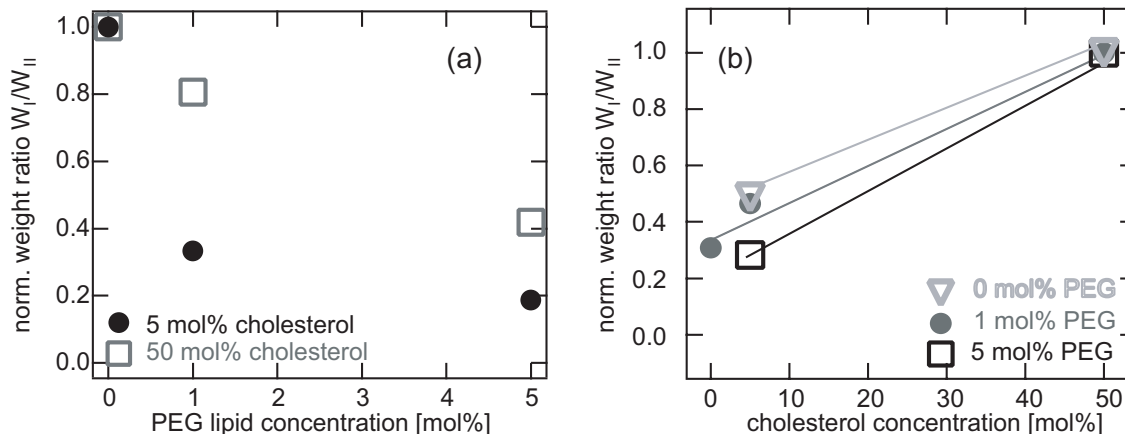 norm. weight ratio W_I/W_II
1.0
0.8
0.6
0.4
0.2
0.0
(a)
5 mol% cholesterol
50 mol% cholesterol
0 1 2 3 4 5
PEG lipid concentration [mol%]
norm. weight ratio W_I/W_II
1.0
0.8
0.6
0.4
0.2
0.0
(b)
0 mol% PEG
1 mol% PEG
5 mol% PEG
0 10 20 30 40 50
cholesterol concentration [mol%]